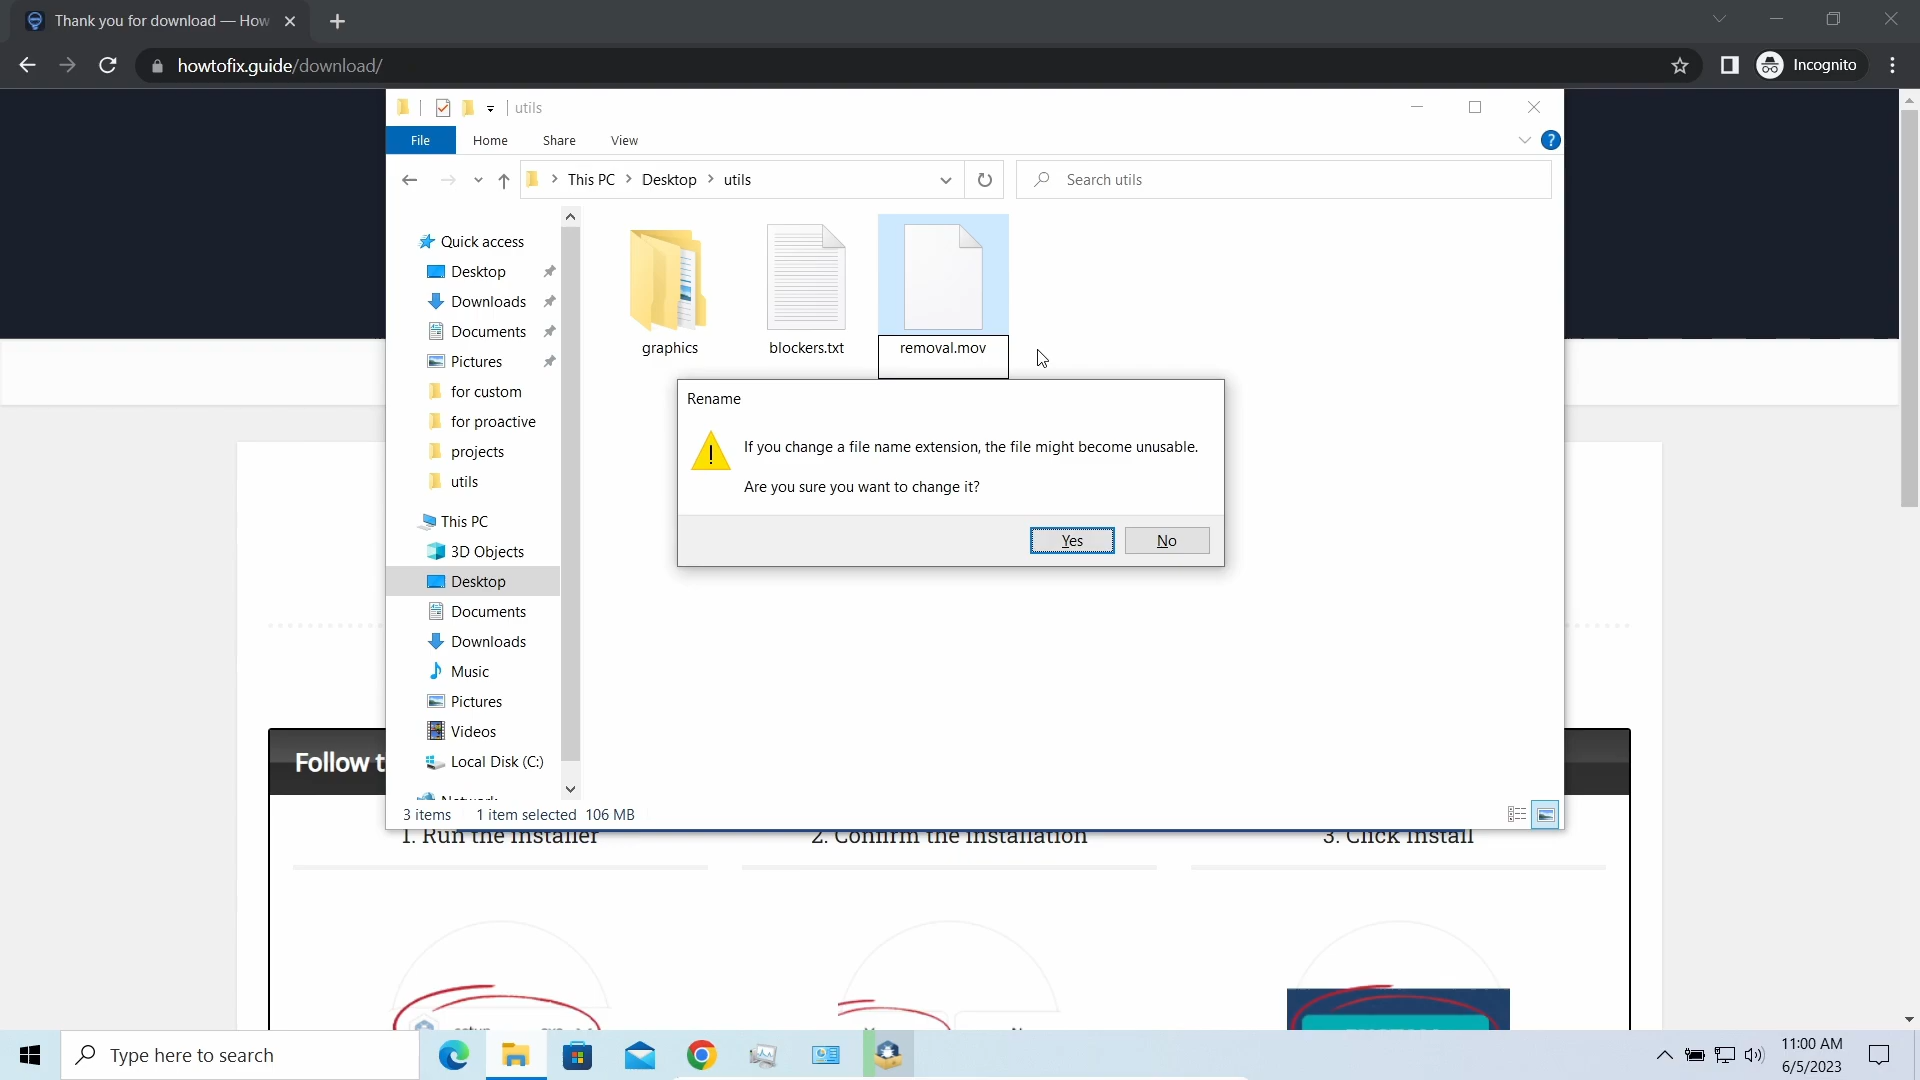 Thank you for download — How
howtofix.guide/download/
Incognito
utils
File
Home
Share
View
This PC
Desktop
utils
Search utils
Quick access
Desktop
Downloads
Documents
Pictures
for custom
for proactive
projects
utils
This PC
3D Objects
Desktop
Documents
Downloads
Music
Pictures
Videos
Local Disk (C:)
Network
graphics
blockers.txt
removal.mov
Rename
If you change a file name extension, the file might become unusable.
Are you sure you want to change it?
Yes
No
3 items
1 item selected 106 MB
Follow t
1. Run the Installer
2. Confirm the Installation
3. Click Install
Type here to search
11:00 AM
6/5/2023